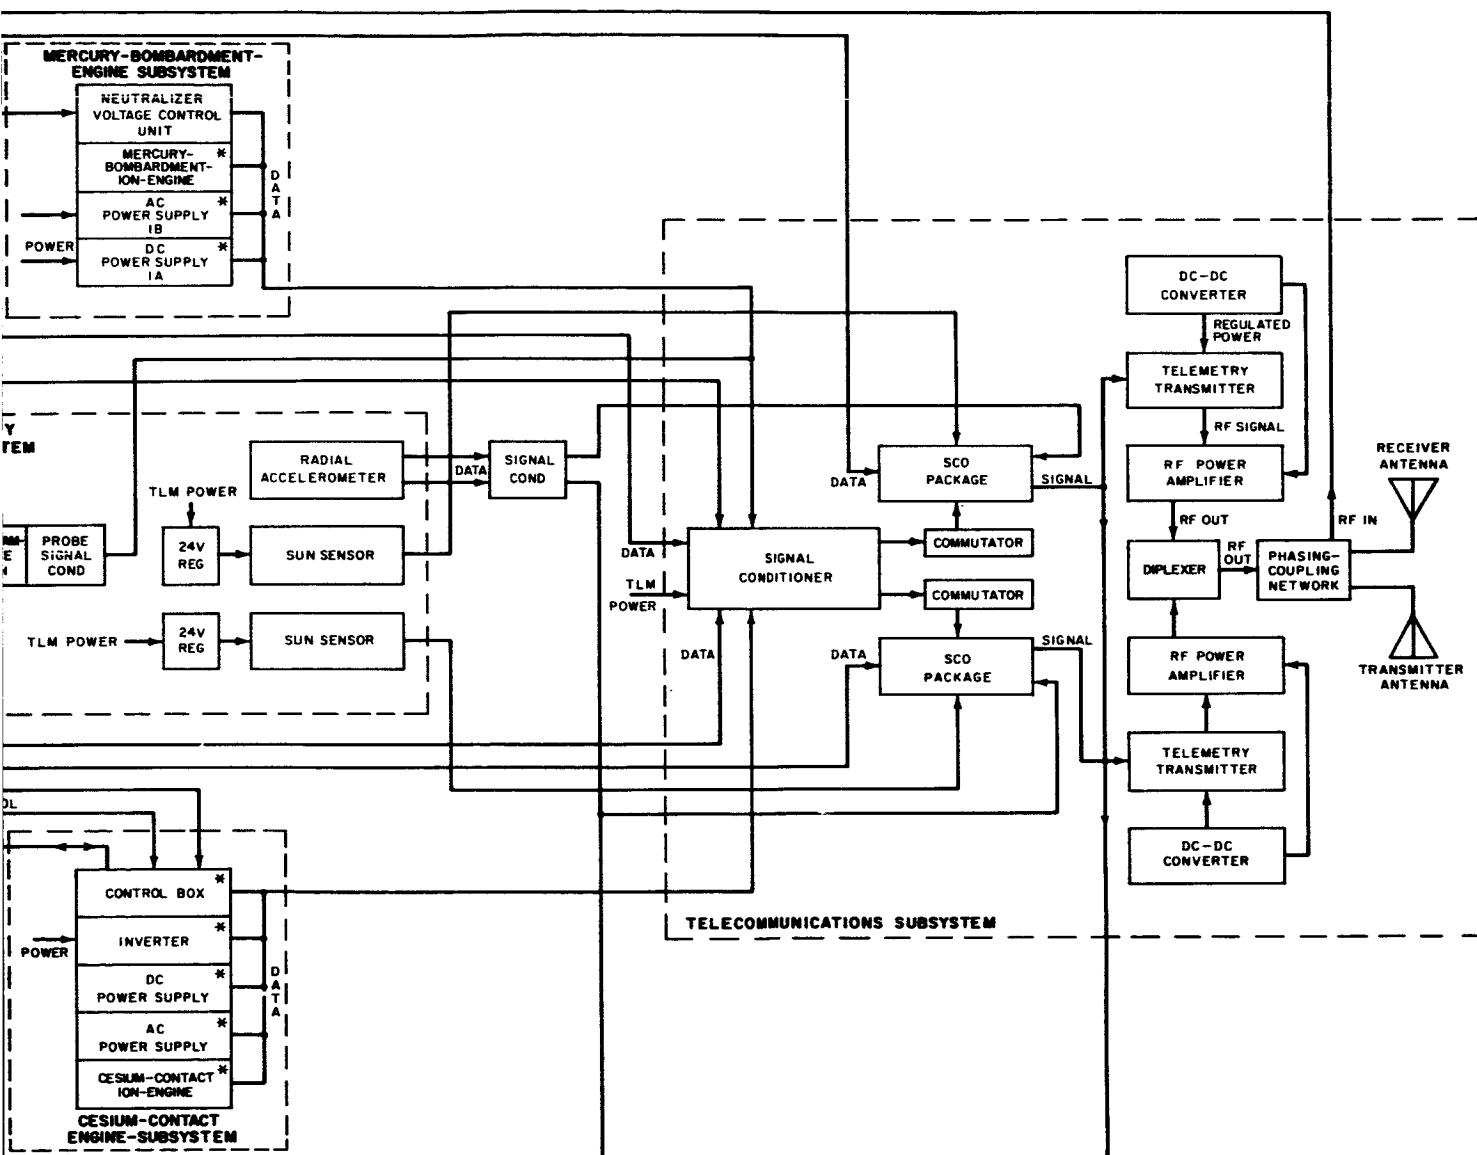 MERCURY-BOMBARDMENT-
ENGINE SUBSYSTEM
NEUTRALIZER
VOLTAGE CONTROL
UNIT
MERCURY-
BOMBARDMENT-
ION-ENGINE
*
AC
POWER SUPPLY
1B
*
DC
POWER SUPPLY
1A
*
POWER
DATA
Y
TEM
RADIAL
ACCELEROMETER
DATA
SIGNAL
COND
TLM POWER
24V
REG
SUN SENSOR
PROBE
SIGNAL
COND
E
TLM POWER
24V
REG
SUN SENSOR
DATA
TLM
POWER
DATA
SIGNAL
CONDITIONER
DATA
SCO
PACKAGE
SIGNAL
COMMUTATOR
COMMUTATOR
DATA
SCO
PACKAGE
SIGNAL
DC-DC
CONVERTER
REGULATED
POWER
TELEMETRY
TRANSMITTER
RF SIGNAL
RF POWER
AMPLIFIER
RF OUT
DIPLEXER
RF
OUT
PHASING-
COUPLING
NETWORK
RF IN
RECEIVER
ANTENNA
TRANSMITTER
ANTENNA
RF POWER
AMPLIFIER
TELEMETRY
TRANSMITTER
DC-DC
CONVERTER
TELECOMMUNICATIONS SUBSYSTEM
OL
CONTROL BOX
*
INVERTER
*
POWER
DC
POWER SUPPLY
*
AC
POWER SUPPLY
*
CESIUM-CONTACT
ION-ENGINE
*
DATA
CESIUM-CONTACT
ENGINE-SUBSYSTEM